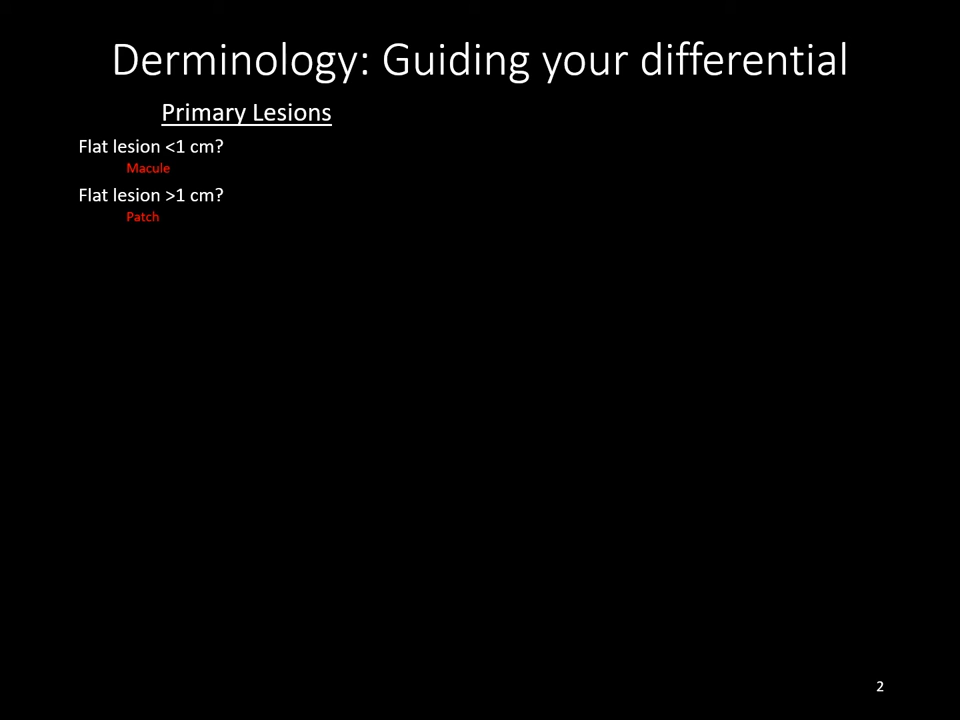 Derminology: Guiding your differential
Primary Lesions
Flat lesion <1 cm?
Macule
Flat lesion >1 cm?
Patch
2